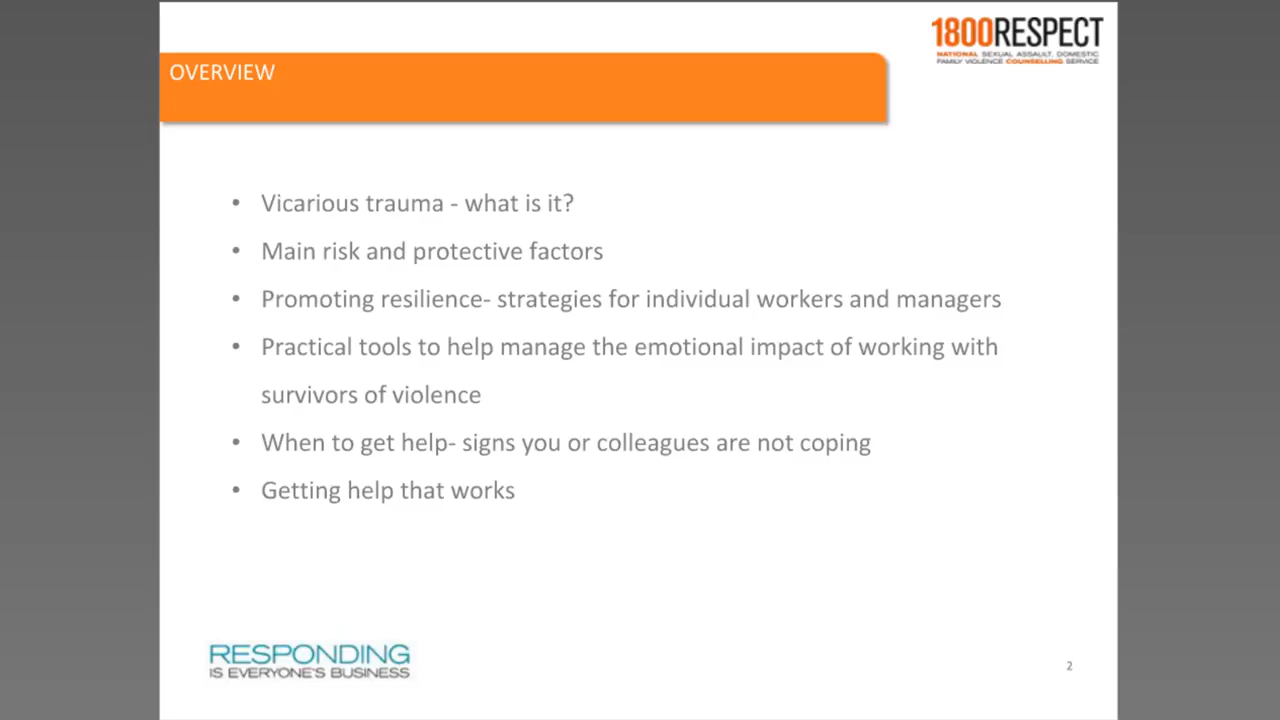 1800RESPECT
NATIONAL SEXUAL ASSAULT, DOMESTIC
FAMILY VIOLENCE COUNSELLING SERVICE
OVERVIEW
• Vicarious trauma - what is it?
• Main risk and protective factors
• Promoting resilience- strategies for individual workers and managers
• Practical tools to help manage the emotional impact of working with
survivors of violence
• When to get help- signs you or colleagues are not coping
• Getting help that works
RESPONDING
IS EVERYONE'S BUSINESS
2